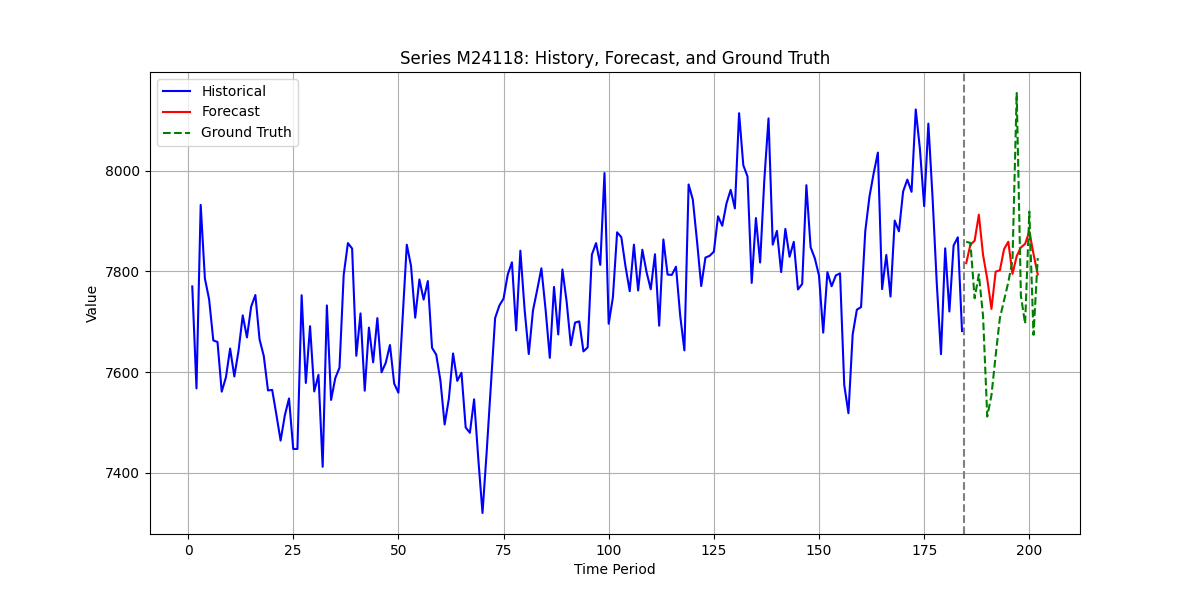 Series M24118: History, Forecast, and Ground Truth
Historical
Forecast
Ground Truth
8000
7800
7600
7400
Value
0 25 50 75 100 125 150 175 200
Time Period